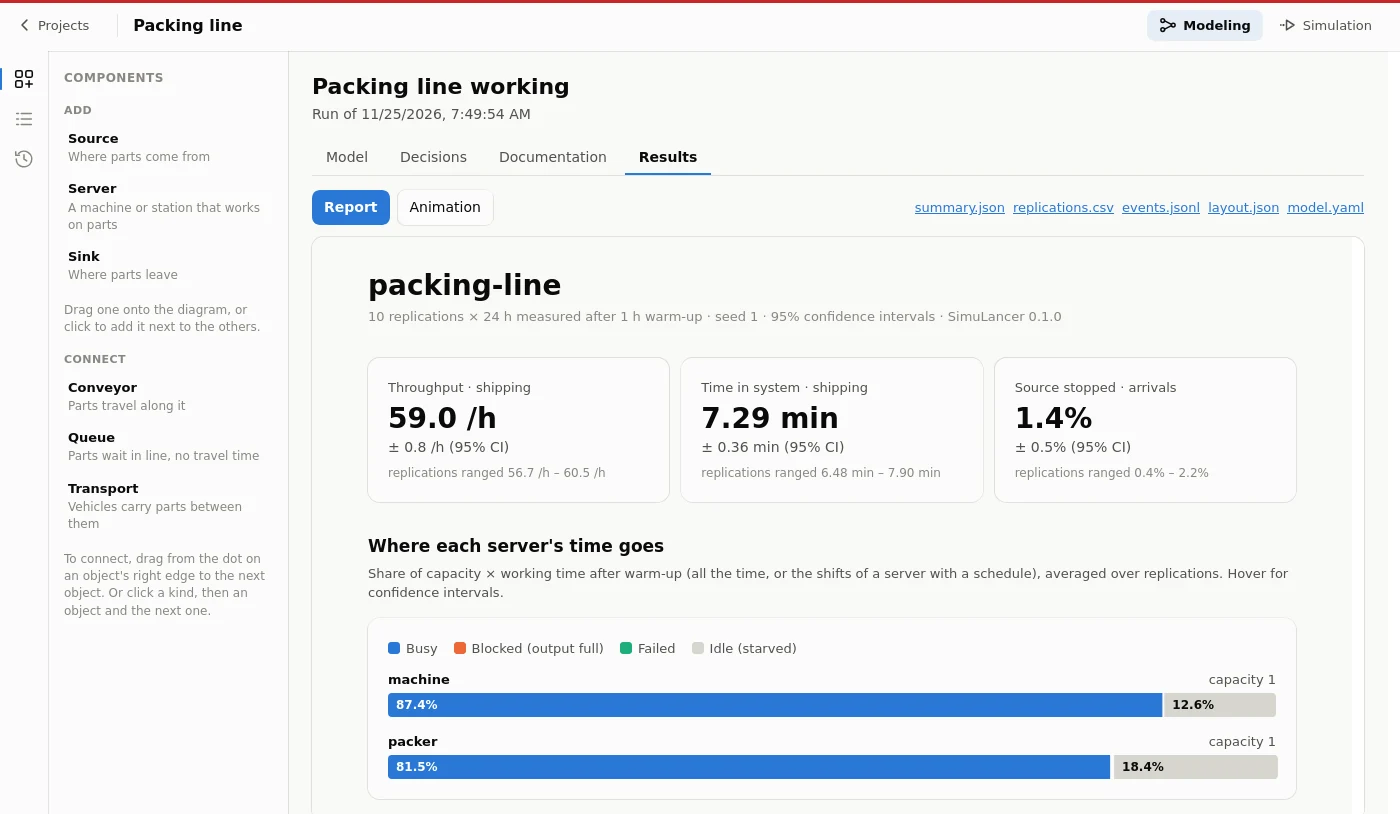 Projects
Packing line
Modeling
Simulation
COMPONENTS
ADD
Source
Where parts come from
Server
A machine or station that works
on parts
Sink
Where parts leave
Drag one onto the diagram, or
click to add it next to the others.
CONNECT
Conveyor
Parts travel along it
Queue
Parts wait in line, no travel time
Transport
Vehicles carry parts between
them
To connect, drag from the dot on
an object's right edge to the next
object. Or click a kind, then an
object and the next one.
Packing line working
Run of 11/25/2026, 7:49:54 AM
Model Decisions Documentation Results
Report Animation
summary.json replications.csv events.jsonl layout.json model.yaml
packing-line
10 replications × 24 h measured after 1 h warm-up · seed 1 · 95% confidence intervals · SimuLancer 0.1.0
Throughput · shipping
59.0 /h
± 0.8 /h (95% CI)
replications ranged 56.7 /h – 60.5 /h
Time in system · shipping
7.29 min
± 0.36 min (95% CI)
replications ranged 6.48 min – 7.90 min
Source stopped · arrivals
1.4%
± 0.5% (95% CI)
replications ranged 0.4% – 2.2%
Where each server's time goes
Share of capacity × working time after warm-up (all the time, or the shifts of a server with a schedule), averaged over replications. Hover for
confidence intervals.
Busy Blocked (output full) Failed Idle (starved)
machine capacity 1
87.4% 12.6%
packer capacity 1
81.5% 18.4%